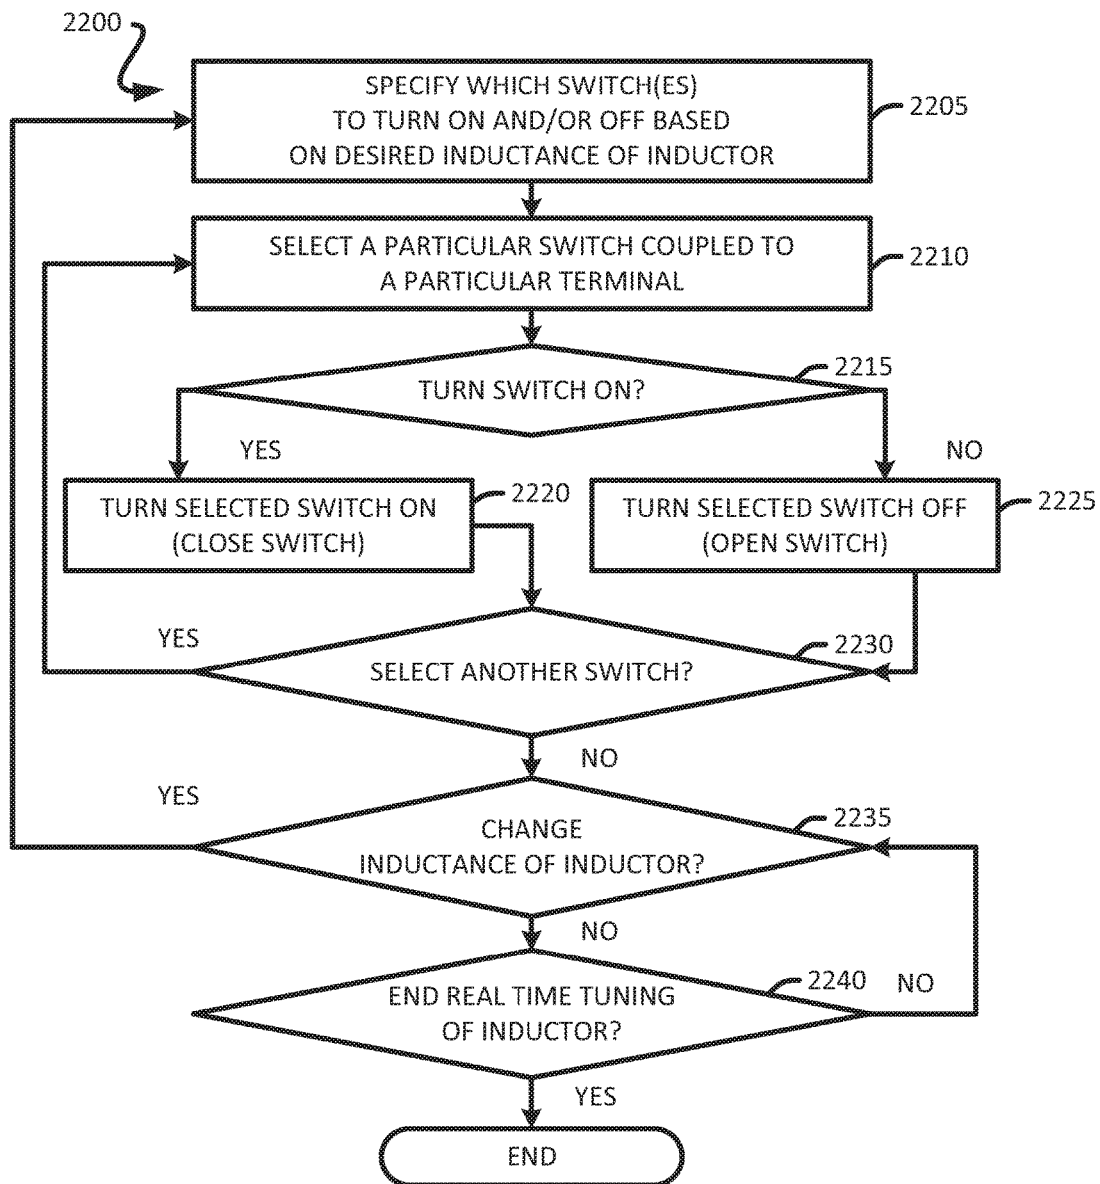 2200
SPECIFY WHICH SWITCH(ES)
TO TURN ON AND/OR OFF BASED
ON DESIRED INDUCTANCE OF INDUCTOR
2205
SELECT A PARTICULAR SWITCH COUPLED TO
A PARTICULAR TERMINAL
2210
TURN SWITCH ON?
2215
YES
NO
TURN SELECTED SWITCH ON
(CLOSE SWITCH)
2220
TURN SELECTED SWITCH OFF
(OPEN SWITCH)
2225
YES
SELECT ANOTHER SWITCH?
2230
NO
YES
CHANGE
INDUCTANCE OF INDUCTOR?
2235
NO
END REAL TIME TUNING
OF INDUCTOR?
2240
NO
YES
END